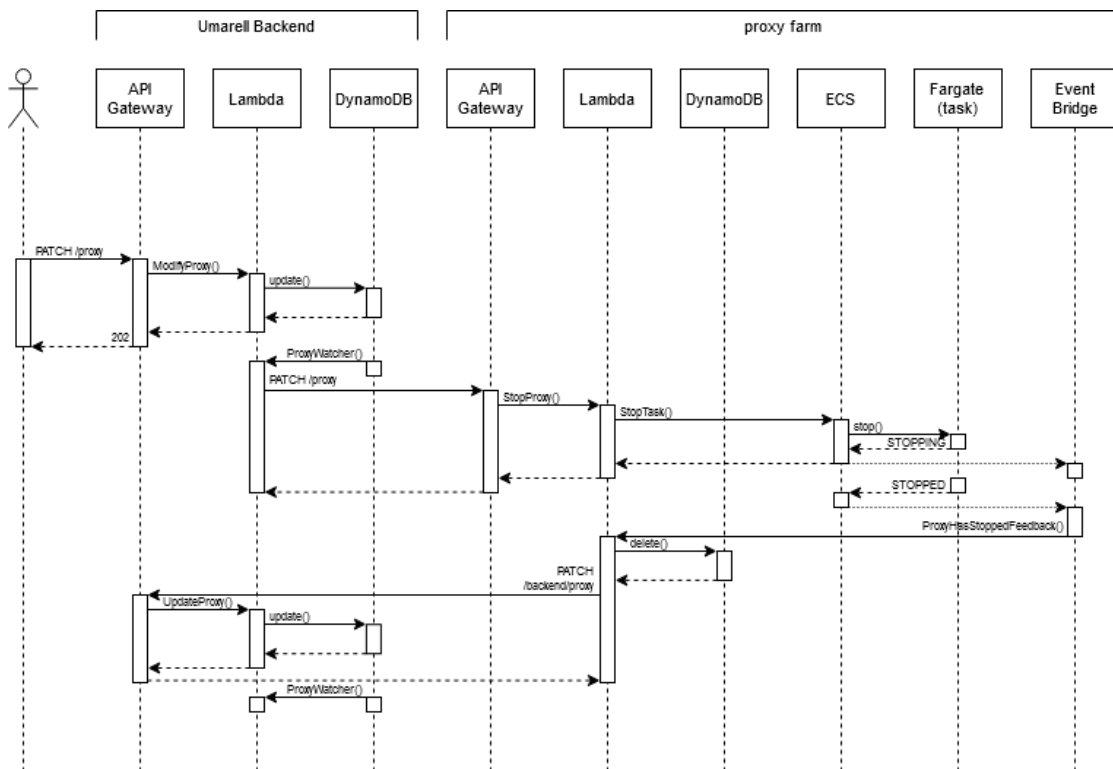 Umarell Backend
proxy farm
API
Gateway
Lambda
DynamoDB
API
Gateway
Lambda
DynamoDB
ECS
Fargate
(task)
Event
Bridge
PATCH /proxy
ModifyProxy()
update()
202
ProxyWatcher()
PATCH /proxy
StopProxy()
StopTask()
stop()
STOPPING
STOPPED
ProxyHasStoppedFeedback()
delete()
PATCH
/backend/proxy
UpdateProxy()
update()
ProxyWatcher()